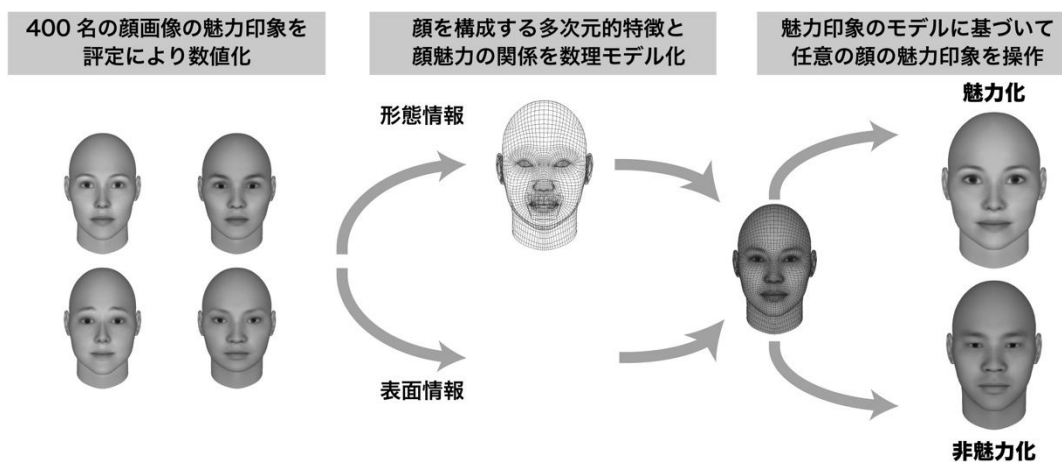 400 名の顔画像の魅力印象を
評定により数値化
顔を構成する多次元的特徴と
顔魅力の関係を数理モデル化
魅力印象のモデルに基づいて
任意の顔の魅力印象を操作
形態情報
表面情報
魅力化
非魅力化